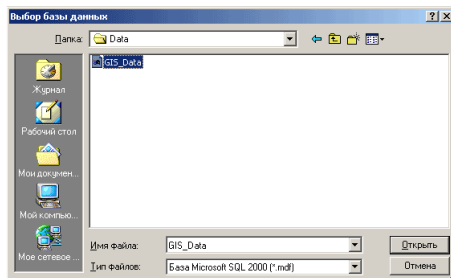 Выбор базы данных
Папка: Data
GIS_Data
Журнал
Рабочий стол
Мои докумен...
Мой компью...
Мое сетевое ...
Имя файла: GIS_Data Открыть
Тип файлов: База Microsoft SQL 2000 (*.mdf) Отмена